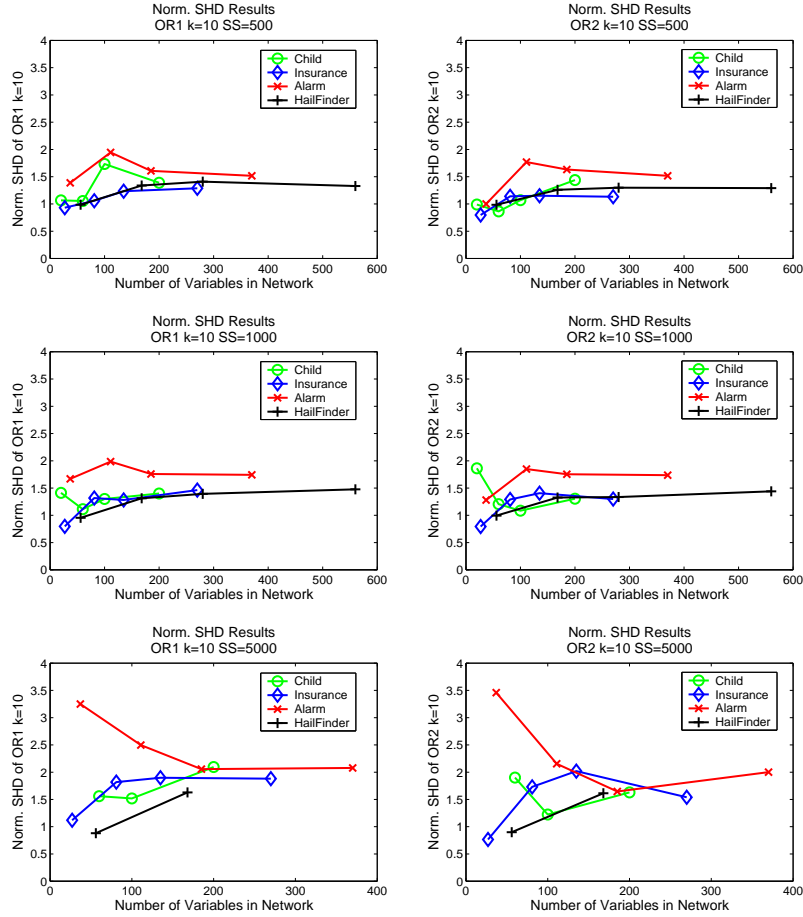 Norm. SHD Results
OR1 k=10 SS=500
Norm. SHD of OR1 k=10
4
3.5
3
2.5
2
1.5
1
0.5
0
Child
Insurance
Alarm
HailFinder
0 100 200 300 400 500 600
Number of Variables in Network
Norm. SHD Results
OR2 k=10 SS=500
Norm. SHD of OR2 k=10
4
3.5
3
2.5
2
1.5
1
0.5
0
Child
Insurance
Alarm
HailFinder
0 100 200 300 400 500 600
Number of Variables in Network
Norm. SHD Results
OR1 k=10 SS=1000
Norm. SHD of OR1 k=10
4
3.5
3
2.5
2
1.5
1
0.5
0
Child
Insurance
Alarm
HailFinder
0 100 200 300 400 500 600
Number of Variables in Network
Norm. SHD Results
OR2 k=10 SS=1000
Norm. SHD of OR2 k=10
4
3.5
3
2.5
2
1.5
1
0.5
0
Child
Insurance
Alarm
HailFinder
0 100 200 300 400 500 600
Number of Variables in Network
Norm. SHD Results
OR1 k=10 SS=5000
Norm. SHD of OR1 k=10
4
3.5
3
2.5
2
1.5
1
0.5
0
Child
Insurance
Alarm
HailFinder
0 100 200 300 400
Number of Variables in Network
Norm. SHD Results
OR2 k=10 SS=5000
Norm. SHD of OR2 k=10
4
3.5
3
2.5
2
1.5
1
0.5
0
Child
Insurance
Alarm
HailFinder
0 100 200 300 400
Number of Variables in Network